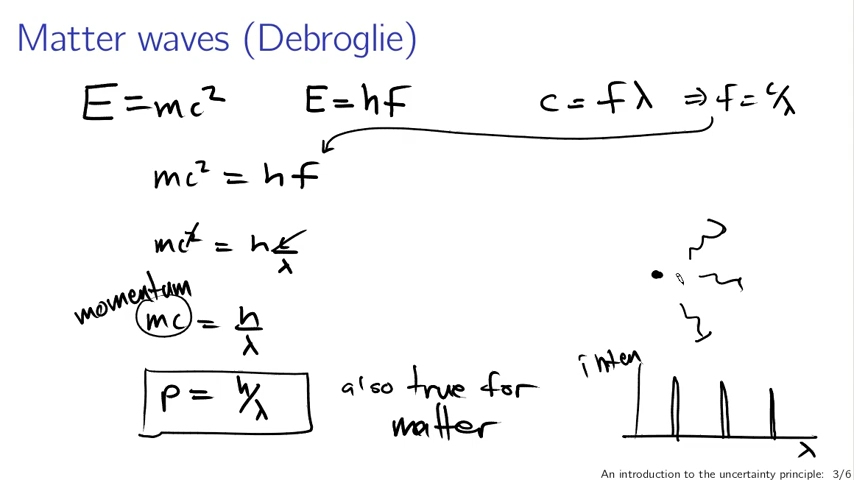 Matter waves (Debroglie)
E = mc² E = hf c = fλ ⇒ f = c/λ
mc² = hf
mc² = h c/λ
momentum
mc = h/λ
P = h/λ also true for matter
inten
λ
An introduction to the uncertainty principle: 3/6